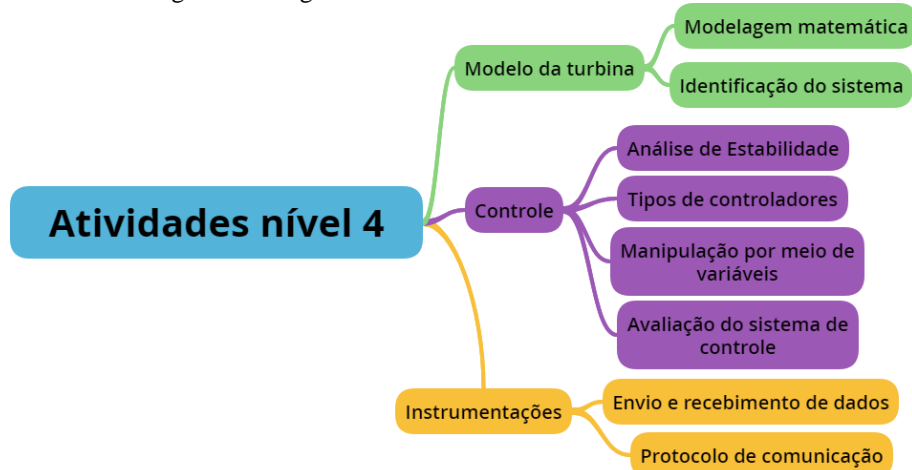 Modelagem matemática
Modelo da turbina
Identificação do sistema
Análise de Estabilidade
Tipos de controladores
Controle
Atividades nível 4
Manipulação por meio de
variáveis
Avaliação do sistema de
controle
Instrumentações
Envio e recebimento de dados
Protocolo de comunicação